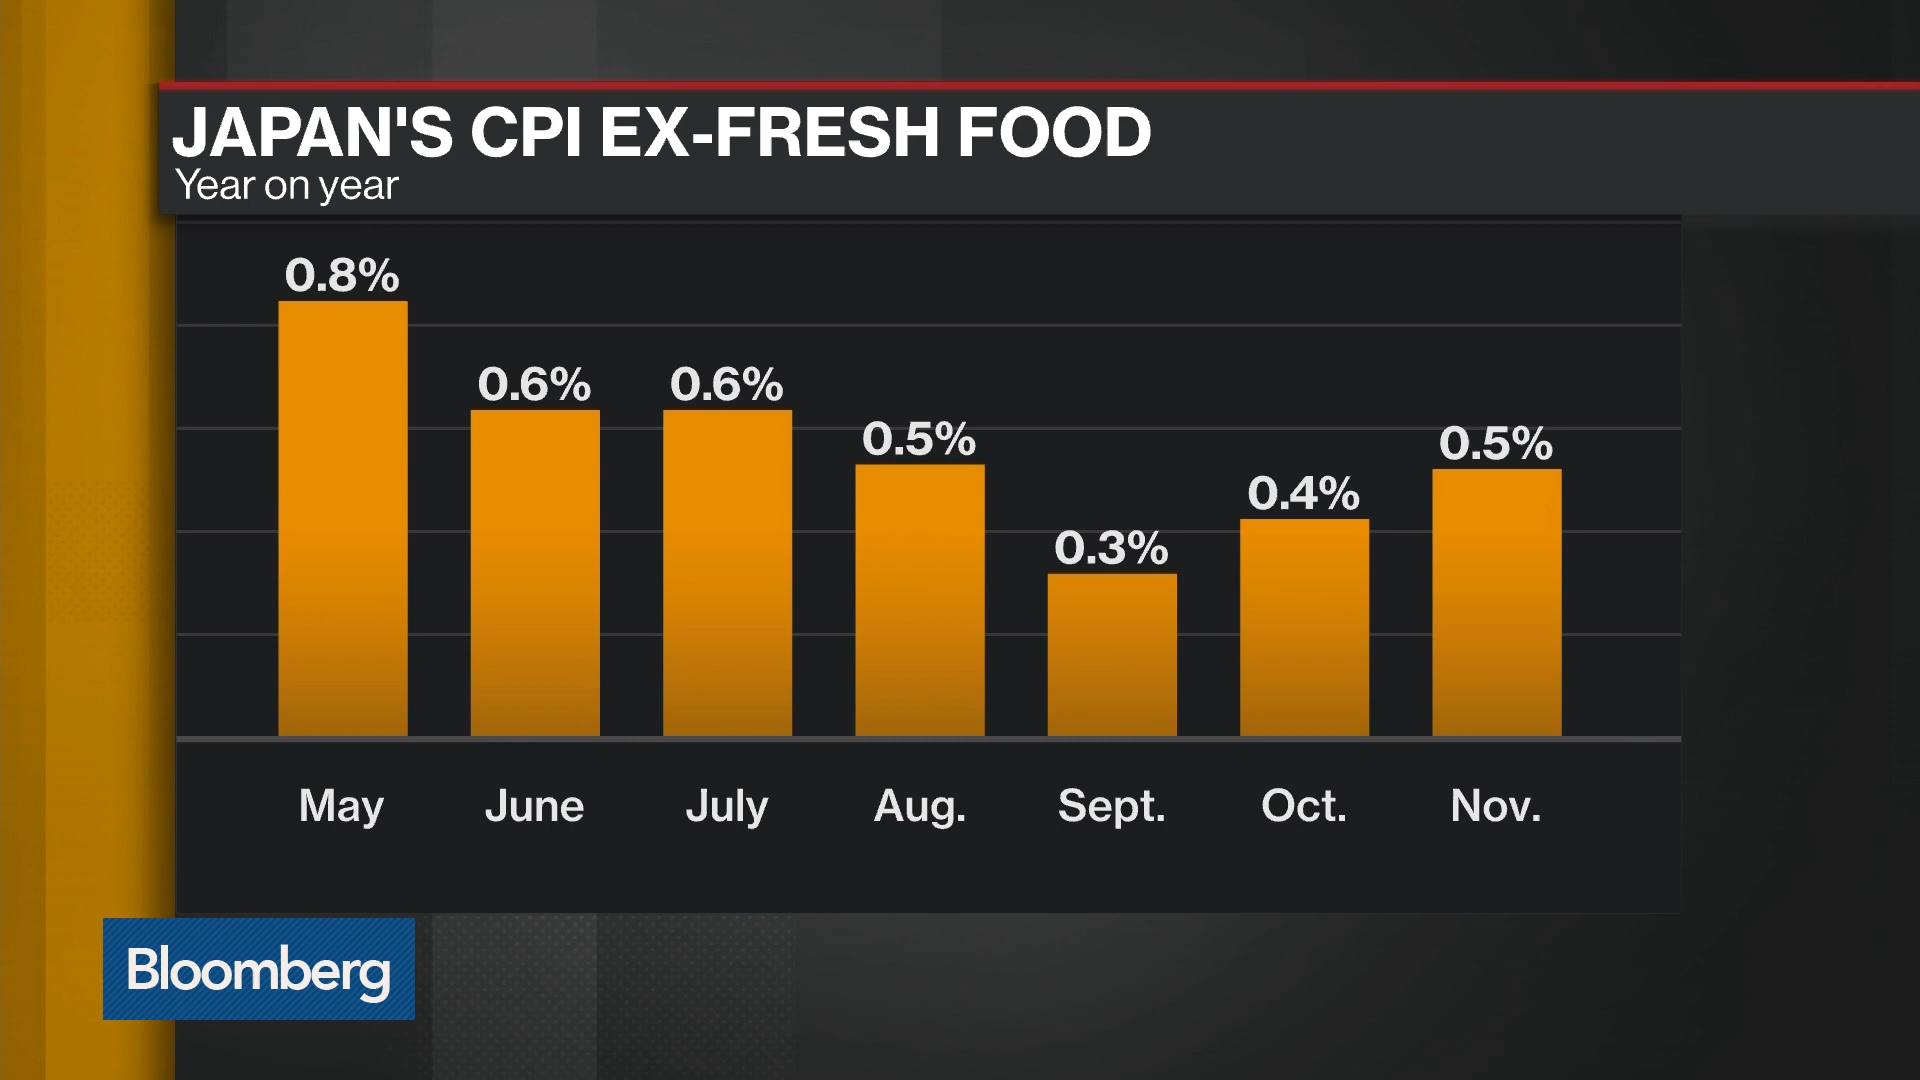 JAPAN'S CPI EX-FRESH FOOD
Year on year
0.8%
0.6%
0.6%
0.5%
0.3%
0.4%
0.5%
May
June
July
Aug.
Sept.
Oct.
Nov.
Bloomberg